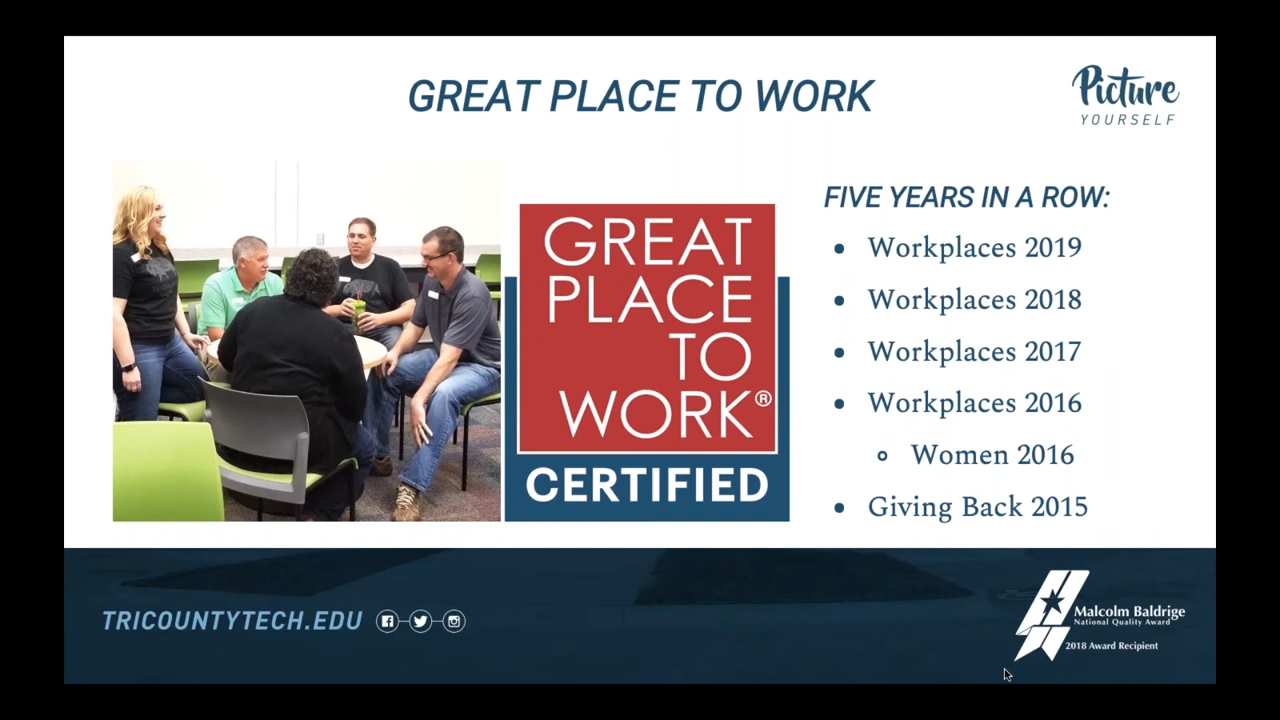 GREAT PLACE TO WORK
Picture
YOURSELF
GREAT
PLACE
TO
WORK®
CERTIFIED
FIVE YEARS IN A ROW:
• Workplaces 2019
• Workplaces 2018
• Workplaces 2017
• Workplaces 2016
◦ Women 2016
• Giving Back 2015
TRICOUNTYTECH.EDU
Malcolm Baldrige
National Quality Award
2018 Award Recipient